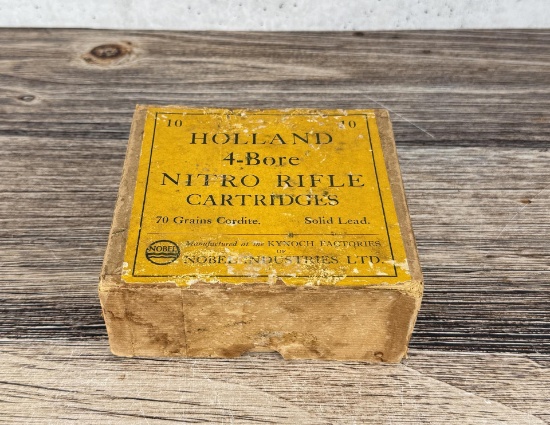 10 10
HOLLAND
4-Bore
NITRO RIFLE
CARTRIDGES
70 Grains Cordite. Solid Lead.
NOBEL
Manufactured at the KYNOCH FACTORIES
OF
NOBEL INDUSTRIES LTD.